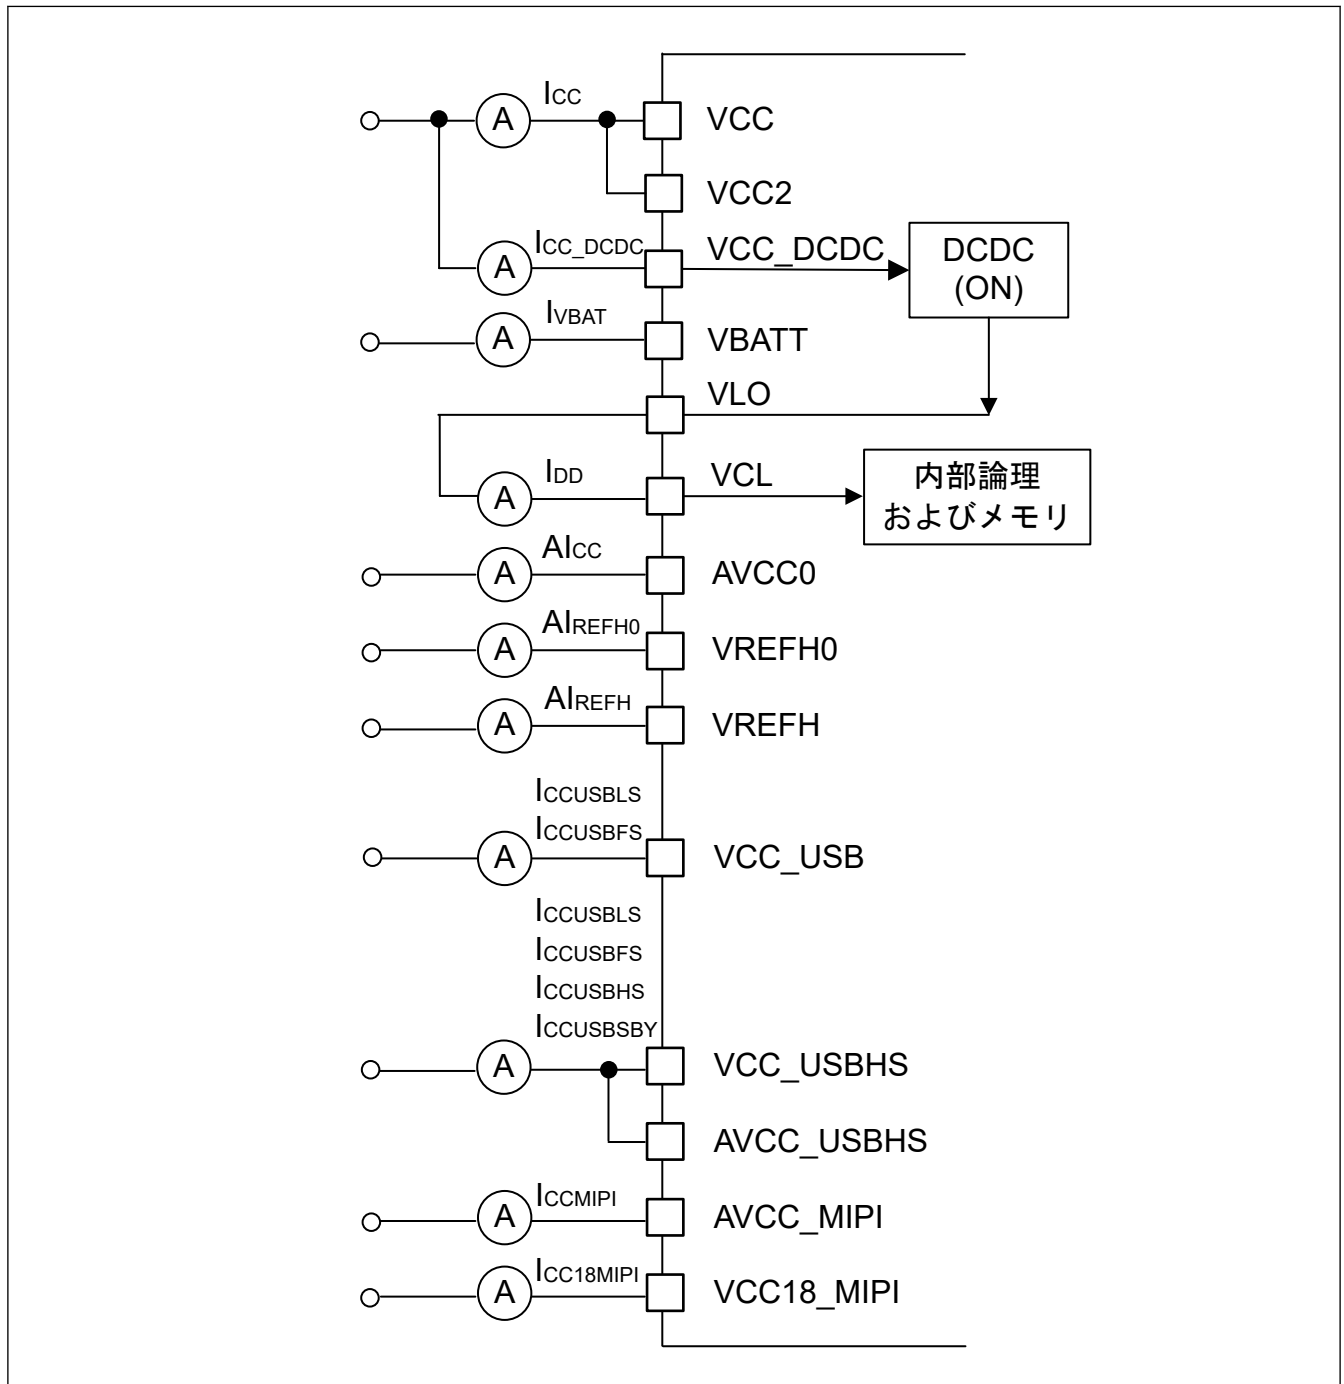 ICC
A
VCC
VCC2
ICC_DCDC
A
VCC_DCDC
DCDC
(ON)
IVBAT
A
VBATT
VLO
IDD
A
VCL
内部論理
およびメモリ
AICC
A
AVCC0
AIREFH0
A
VREFH0
AIREFH
A
VREFH
ICCUSBLS
ICCUSBFS
A
VCC_USB
ICCUSBLS
ICCUSBFS
ICCUSBHS
ICCUSBSBY
A
VCC_USBHS
AVCC_USBHS
ICCMIPI
A
AVCC_MIPI
ICC18MIPI
A
VCC18_MIPI